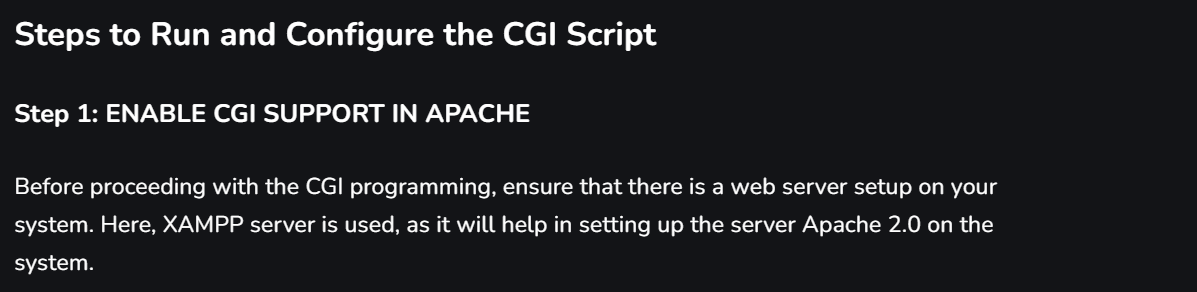 Steps to Run and Configure the CGI Script
Step 1: ENABLE CGI SUPPORT IN APACHE
Before proceeding with the CGI programming, ensure that there is a web server setup on your
system. Here, XAMPP server is used, as it will help in setting up the server Apache 2.0 on the
system.